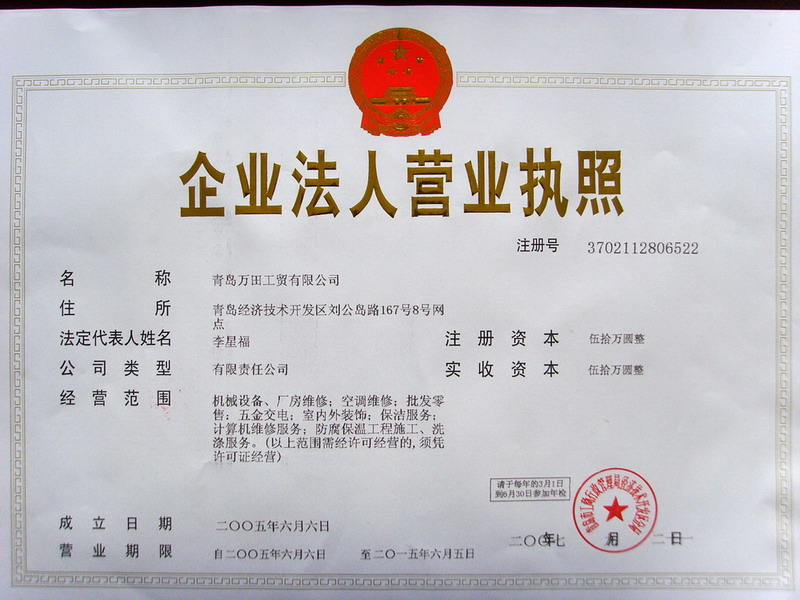 企业法人营业执照
注册号 3702112806522
名称 青岛万田工贸有限公司
住所 青岛经济技术开发区刘公岛路167号8号网
点
法定代表人姓名 李星福
注册资本 伍拾万圆整
公司类型 有限责任公司
实收资本 伍拾万圆整
经营范围 机械设备、厂房维修；空调维修；批发零
售：五金交电；室内外装饰；保洁服务；
计算机维修服务；防腐保温工程施工、洗
涤服务。(以上范围需经许可经营的,须凭
许可证经营)
请于每年的3月1日
到6月30日参加年检
成立日期 二〇〇五年六月六日
二〇〇七年 月 二 日
营业期限 自二〇〇五年六月六日 至二〇一五年六月五日